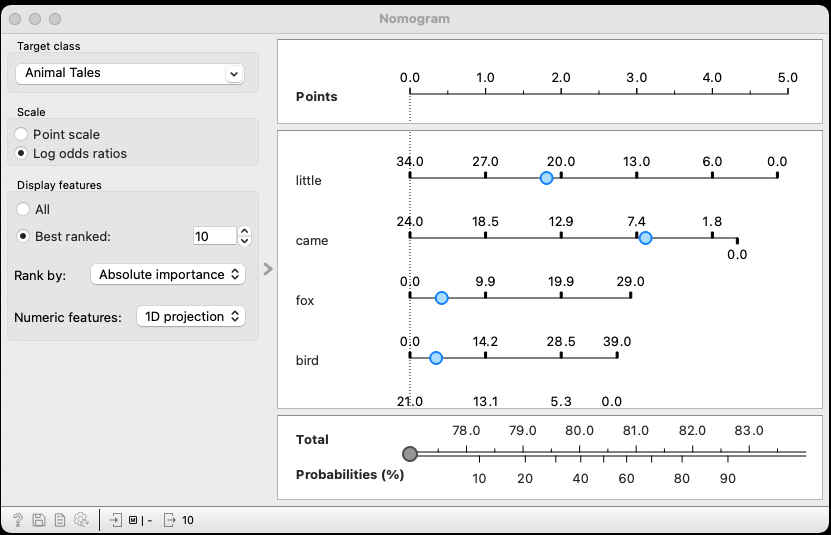 Nomogram
Target class
Animal Tales
Scale
Point scale
Log odds ratios
Display features
All
Best ranked: 10
Rank by: Absolute importance
Numeric features: 1D projection
0.0 1.0 2.0 3.0 4.0 5.0
Points
34.0 27.0 20.0 13.0 6.0 0.0
little
24.0 18.5 12.9 7.4 1.8
came
0.0
0.0 9.9 19.9 29.0
fox
0.0 14.2 28.5 39.0
bird
21.0 13.1 5.3 0.0
78.0 79.0 80.0 81.0 82.0 83.0
Total
Probabilities (%)
10 20 40 60 80 90
? M | - 10